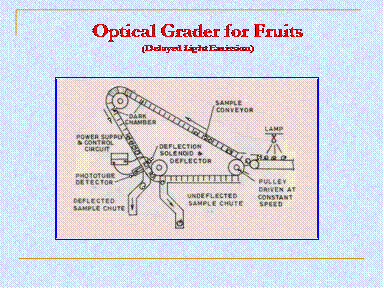 Optical Grader for Fruits
(Delayed Light Emission)
SAMPLE
CONVEYOR
DARK
CHAMBER
LAMP
POWER SUPPLY
& CONTROL
CIRCUIT
DEFLECTION
SOLENOID &
DEFLECTOR
PHOTOTUBE
DETECTOR
PULLEY
DRIVEN AT
CONSTANT
SPEED
DEFLECTED
SAMPLE CHUTE
UNDEFLECTED
SAMPLE CHUTE